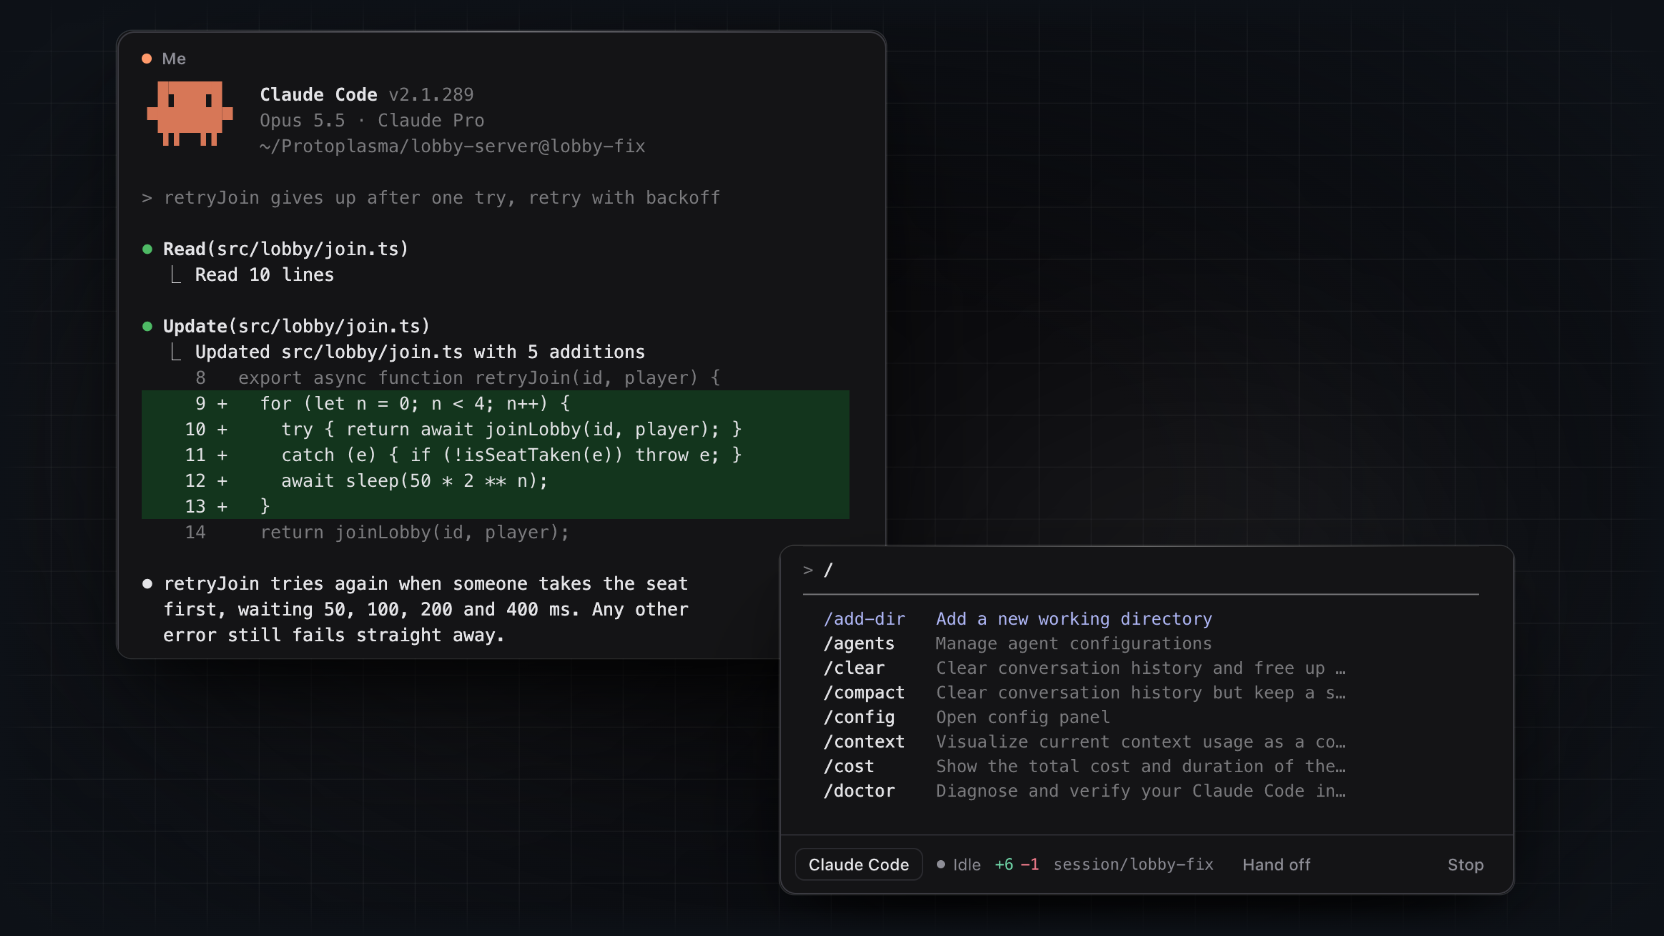 Me
Claude Code v2.1.289
Opus 5.5 · Claude Pro
~/Protoplasma/lobby-server@lobby-fix
> retryJoin gives up after one try, retry with backoff
● Read(src/lobby/join.ts)
⎿ Read 10 lines
● Update(src/lobby/join.ts)
⎿ Updated src/lobby/join.ts with 5 additions
8   export async function retryJoin(id, player) {
9 +   for (let n = 0; n < 4; n++) {
10 +     try { return await joinLobby(id, player); }
11 +     catch (e) { if (!isSeatTaken(e)) throw e; }
12 +     await sleep(50 * 2 ** n);
13 +   }
14     return joinLobby(id, player);
● retryJoin tries again when someone takes the seat
first, waiting 50, 100, 200 and 400 ms. Any other
error still fails straight away.
> /
/add-dir   Add a new working directory
/agents   Manage agent configurations
/clear   Clear conversation history and free up …
/compact   Clear conversation history but keep a s…
/config   Open config panel
/context   Visualize current context usage as a co…
/cost   Show the total cost and duration of the…
/doctor   Diagnose and verify your Claude Code in…
Claude Code ● Idle +6 −1 session/lobby-fix Hand off Stop